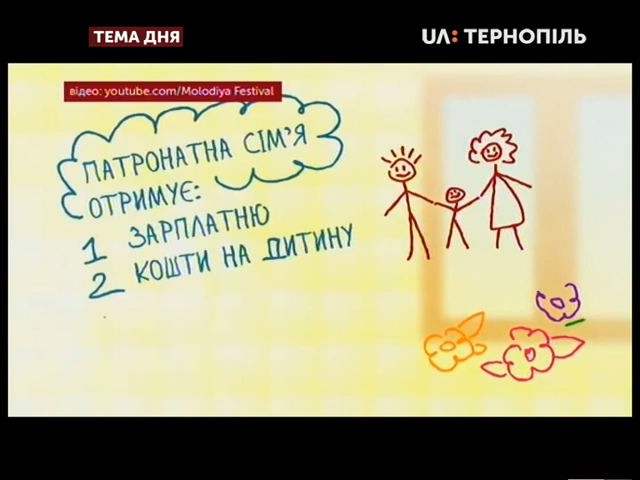 ТЕМА ДНЯ
UA: ТЕРНОПІЛЬ
відео: youtube.com/Molodiya Festival
ПАТРОНАТНА СІМ'Я
ОТРИМУЄ:
1 ЗАРПЛАТНЮ
2 КОШТИ НА ДИТИНУ